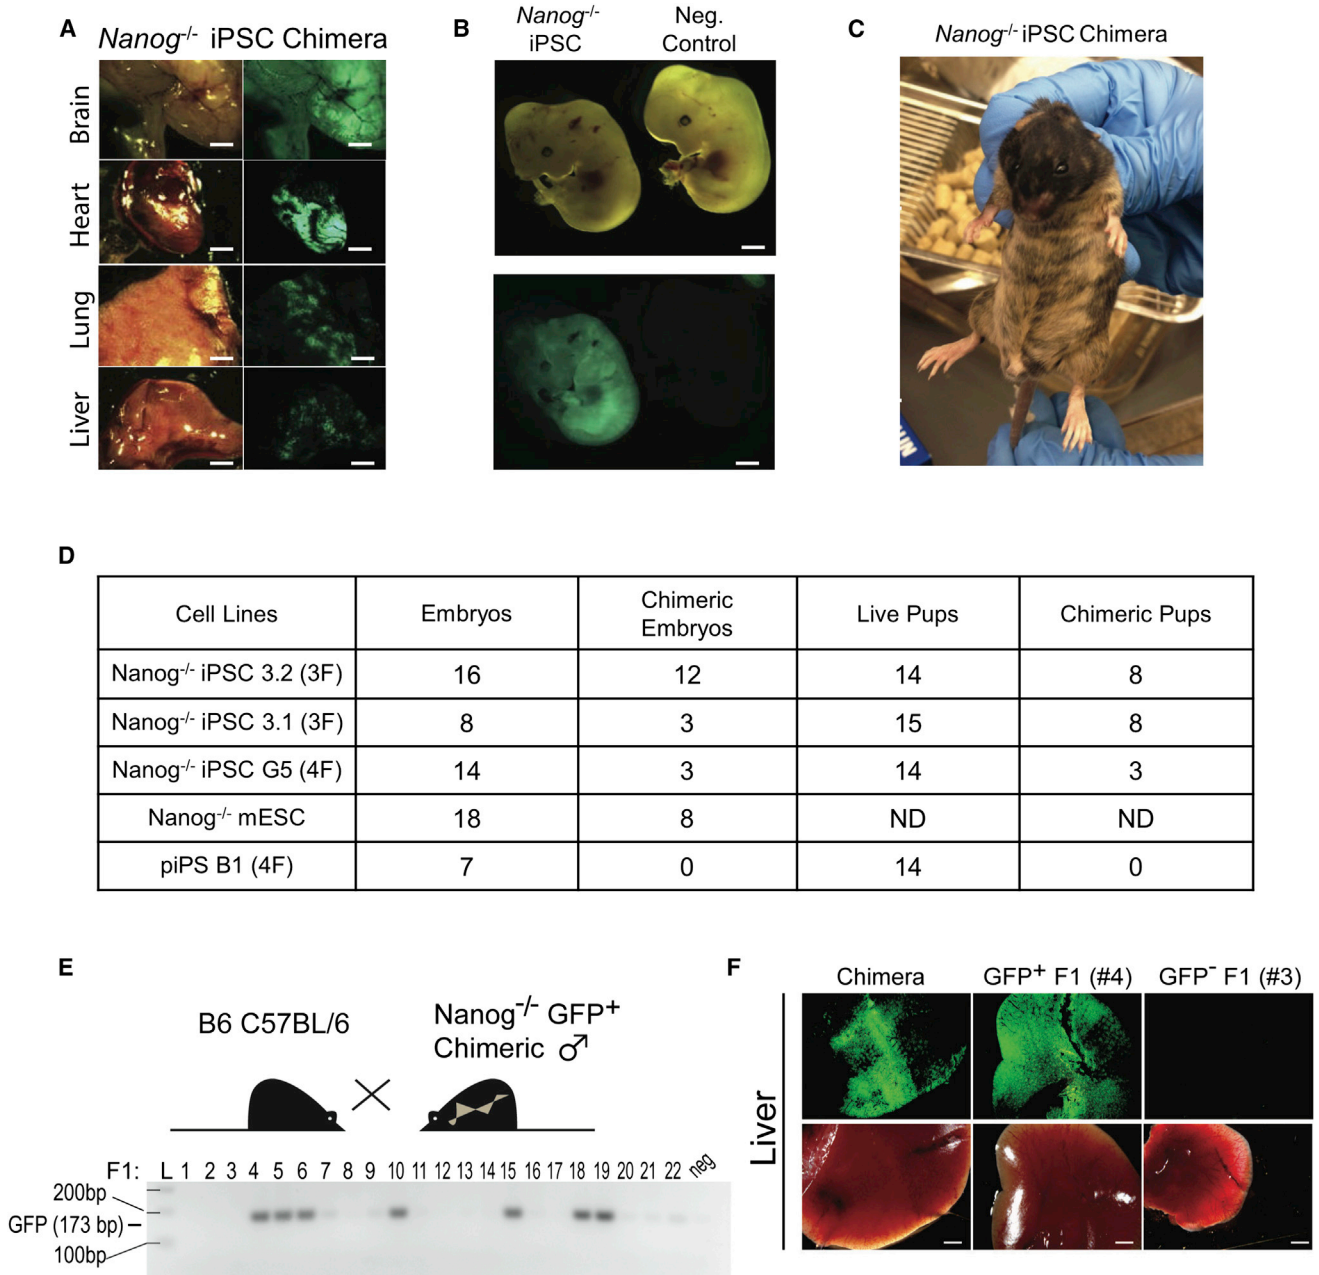 A
Nanog-/- iPSC Chimera
Brain
Heart
Lung
Liver
B
Nanog-/-
iPSC
Neg.
Control
C
Nanog-/- iPSC Chimera
D
Cell Lines Embryos Chimeric Embryos Live Pups Chimeric Pups
Nanog-/- iPSC 3.2 (3F) 16 12 14 8
Nanog-/- iPSC 3.1 (3F) 8 3 15 8
Nanog-/- iPSC G5 (4F) 14 3 14 3
Nanog-/- mESC 18 8 ND ND
piPS B1 (4F) 7 0 14 0
E
B6 C57BL/6
Nanog-/- GFP+
Chimeric ♂
F1: L 1 2 3 4 5 6 7 8 9 10 11 12 13 14 15 16 17 18 19 20 21 22 neg
200bp
GFP (173 bp)
100bp
F
Chimera GFP+ F1 (#4) GFP- F1 (#3)
Liver